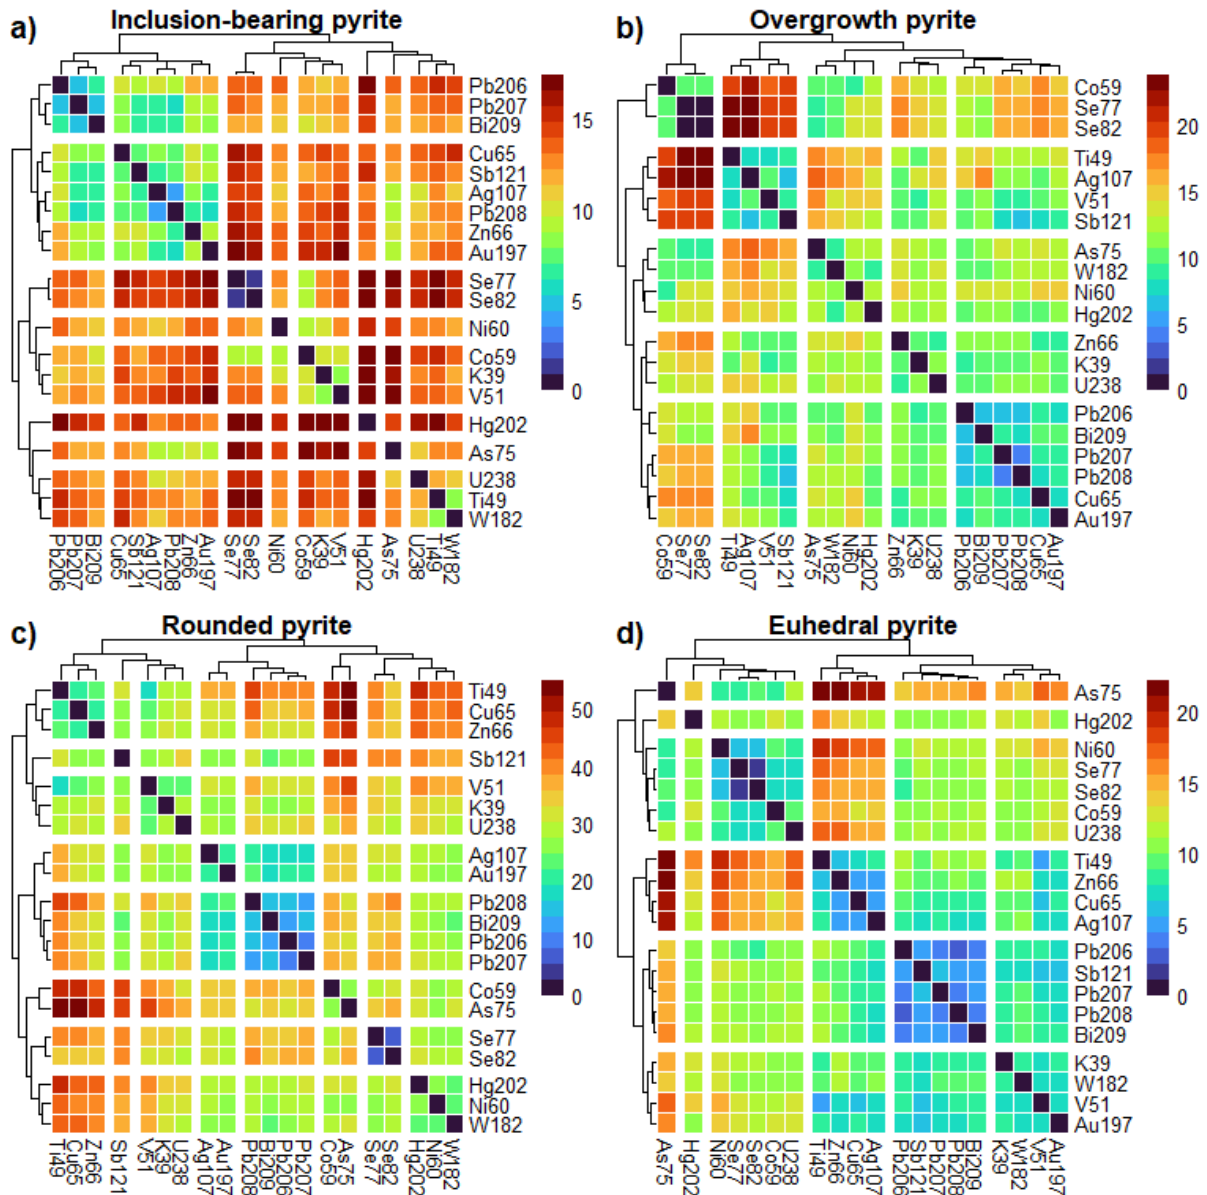 a) Inclusion-bearing pyrite
Pb206
Pb207
Bi209
Cu65
Sb121
Ag107
Pb208
Zn66
Au197
Se77
Se82
Ni60
Co59
K39
V51
Hg202
As75
U238
Ti49
W182
15
10
5
0
Pb206 Pb207 Bi209 Cu65 Sb121 Ag107 Pb208 Zn66 Au197 Se77 Se82 Ni60 Co59 K39 V51 Hg202 As75 U238 Ti49 W182
b) Overgrowth pyrite
Co59
Se77
Se82
Ti49
Ag107
V51
Sb121
As75
W182
Ni60
Hg202
Zn66
K39
U238
Pb206
Bi209
Pb207
Pb208
Cu65
Au197
20
15
10
5
0
Co59 Se77 Se82 Ti49 Ag107 V51 Sb121 As75 W182 Ni60 Hg202 Zn66 K39 U238 Pb206 Bi209 Pb207 Pb208 Cu65 Au197
c) Rounded pyrite
Ti49
Cu65
Zn66
Sb121
V51
K39
U238
Ag107
Au197
Pb208
Bi209
Pb206
Pb207
Co59
As75
Se77
Se82
Hg202
Ni60
W182
50
40
30
20
10
0
Ti49 Cu65 Zn66 Sb121 V51 K39 U238 Ag107 Au197 Pb208 Bi209 Pb206 Pb207 Co59 As75 Se77 Se82 Hg202 Ni60 W182
d) Euhedral pyrite
As75
Hg202
Ni60
Se77
Se82
Co59
U238
Ti49
Zn66
Cu65
Ag107
Pb206
Sb121
Pb207
Pb208
Bi209
K39
W182
V51
Au197
20
15
10
5
0
As75 Hg202 Ni60 Se77 Se82 Co59 U238 Ti49 Zn66 Cu65 Ag107 Pb206 Sb121 Pb207 Pb208 Bi209 K39 W182 V51 Au197